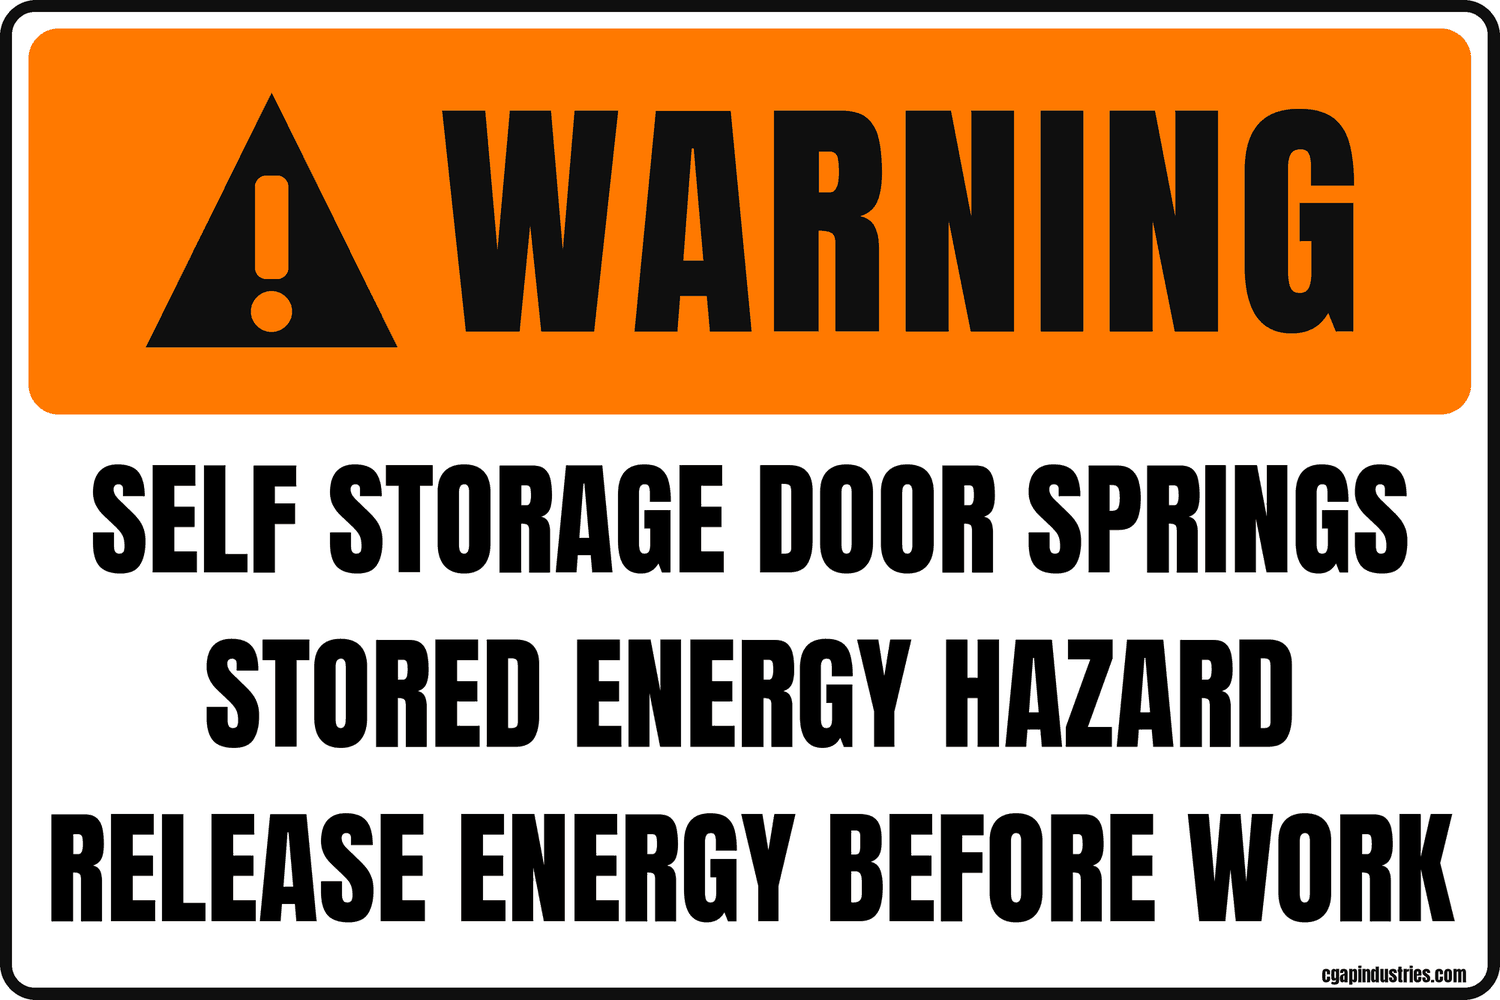 WARNING
SELF STORAGE DOOR SPRINGS
STORED ENERGY HAZARD
RELEASE ENERGY BEFORE WORK
cgapindustries.com